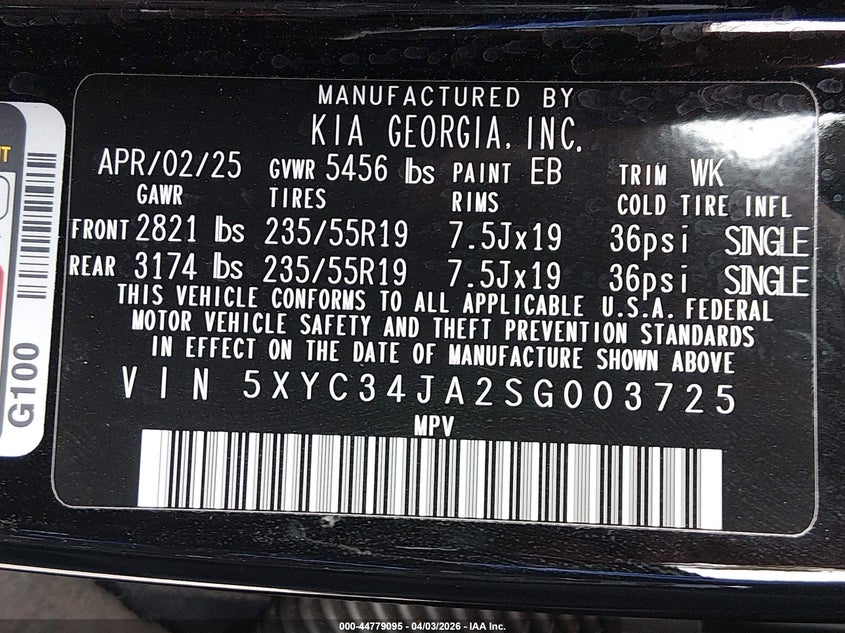 MANUFACTURED BY
KIA GEORGIA, INC.
APR/02/25 GVWR 5456 lbs PAINT EB TRIM WK
GAWR TIRES RIMS COLD TIRE INFL
FRONT 2821 lbs 235/55R19 7.5Jx19 36psi SINGLE
REAR 3174 lbs 235/55R19 7.5Jx19 36psi SINGLE
THIS VEHICLE CONFORMS TO ALL APPLICABLE U.S.A. FEDERAL
MOTOR VEHICLE SAFETY AND THEFT PREVENTION STANDARDS
IN EFFECT ON THE DATE OF MANUFACTURE SHOWN ABOVE
VIN 5XYC34JA2SG003725
MPV
G100
000-44779095 - 04/03/2026 - IAA Inc.